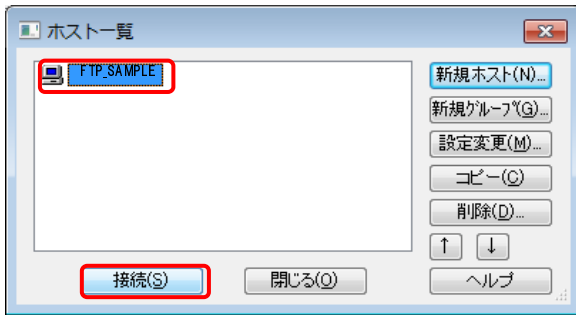 ホスト一覧
FTP_SAMPLE
新規ホスト(N)...
新規グループ(G)...
設定変更(M)...
コピー(C)
削除(D)...
↑ ↓
接続(S) 閉じる(O) ヘルプ